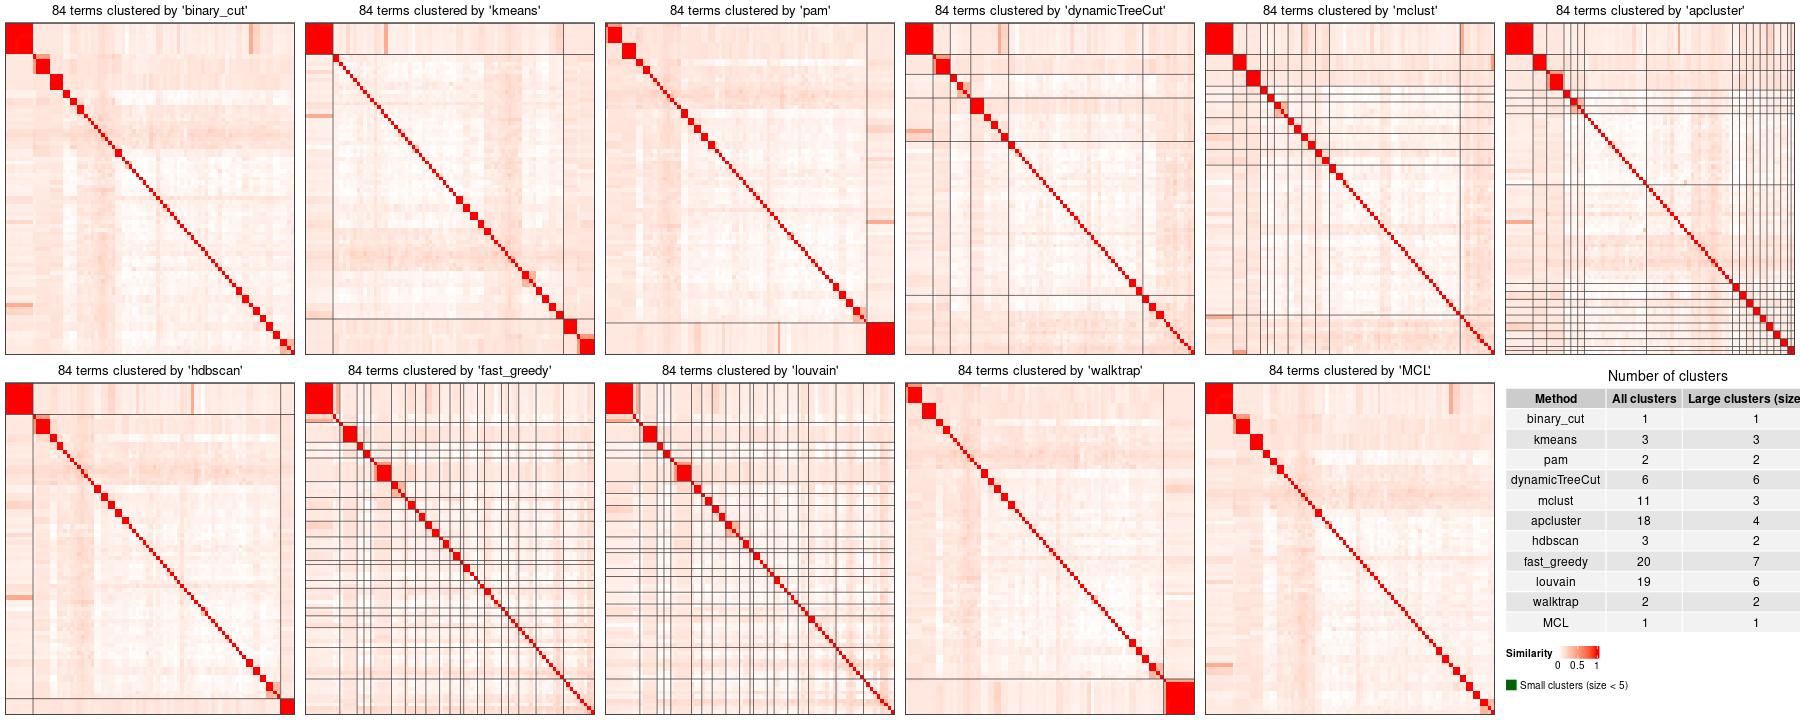 84 terms clustered by 'binary_cut'
84 terms clustered by 'kmeans'
84 terms clustered by 'pam'
84 terms clustered by 'dynamicTreeCut'
84 terms clustered by 'mclust'
84 terms clustered by 'apcluster'
84 terms clustered by 'hdbscan'
84 terms clustered by 'fast_greedy'
84 terms clustered by 'louvain'
84 terms clustered by 'walktrap'
84 terms clustered by 'MCL'
Number of clusters
Method All clusters Large clusters (size
binary_cut 1 1
kmeans 3 3
pam 2 2
dynamicTreeCut 6 6
mclust 11 3
apcluster 18 4
hdbscan 3 2
fast_greedy 20 7
louvain 19 6
walktrap 2 2
MCL 1 1
Similarity
0 0.5 1
Small clusters (size < 5)